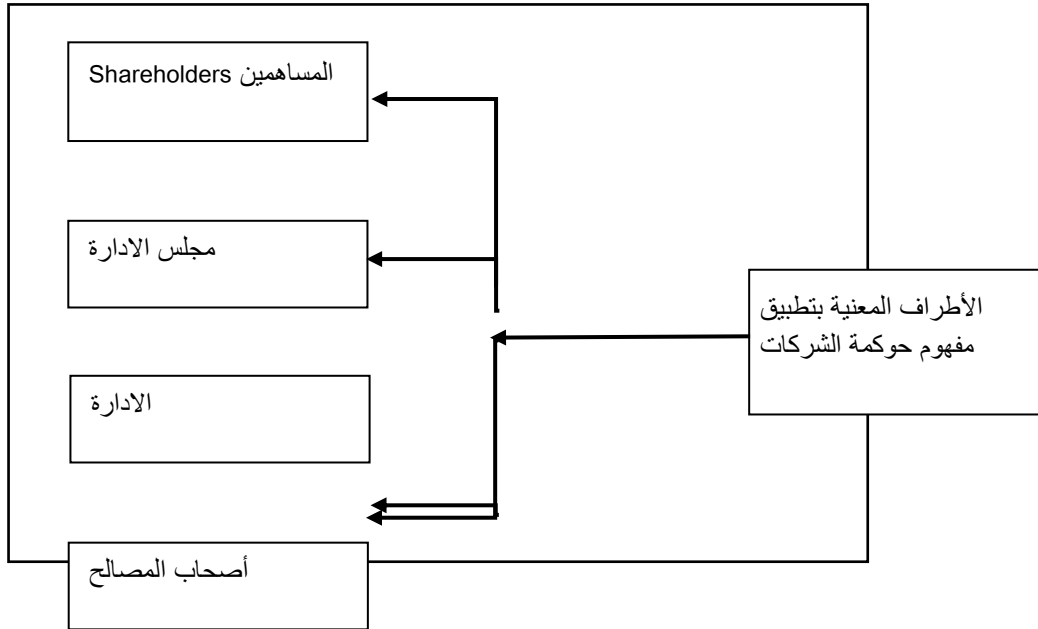 المساهمين Shareholders
مجلس الادارة
الأطراف المعنية بتطبيق
مفهوم حوكمة الشركات
الادارة
أصحاب المصالح